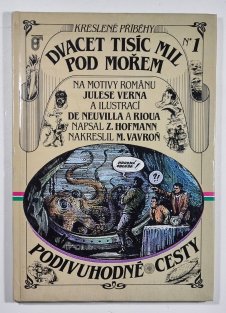 KRESLENÉ PŘÍBĚHY
DVACET TISÍC MIL
POD MOŘEM
Nº 1
NA MOTIVY ROMÁNU
JULESE VERNA
A ILUSTRACÍ
DE NEUVILLA A RIOUA
NAPSAL Z. HOFMANN
NAKRESLIL M. VAVROŇ
?!
PODIVUHODNÉ CESTY